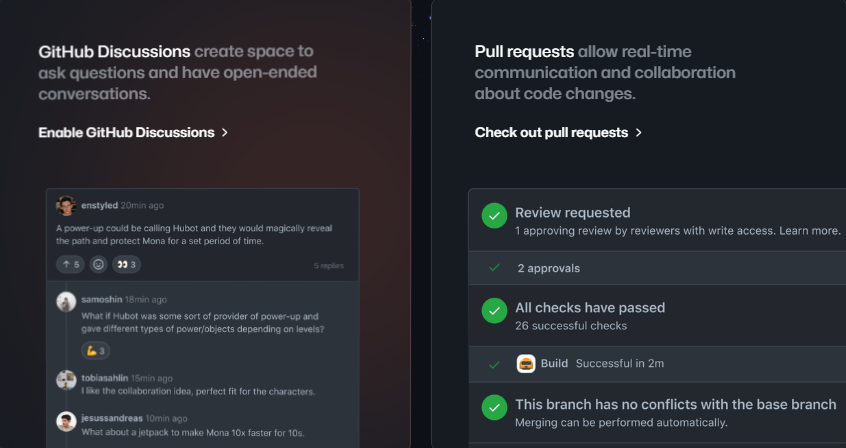 GitHub Discussions create space to
ask questions and have open-ended
conversations.
Enable GitHub Discussions
enstyled 20min ago
A power-up could be calling Hubot and they would magically reveal
the path and protect Mona for a set period of time.
5
3
5 replies
samoshin 18min ago
What if Hubot was some sort of provider of power-up and
gave different types of power/objects depending on levels?
3
tobiasahlin 15min ago
I like the collaboration idea, perfect fit for the characters.
jessusandreas 10min ago
What about a jetpack to make Mona 10x faster for 10s.
Pull requests allow real-time
communication and collaboration
about code changes.
Check out pull requests
Review requested
1 approving review by reviewers with write access. Learn more.
2 approvals
All checks have passed
26 successful checks
Build Successful in 2m
This branch has no conflicts with the base branch
Merging can be performed automatically.